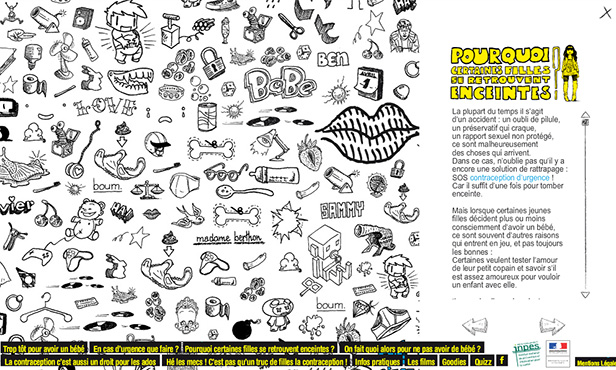 BEN
BeBe
AVRIL
LOVE
boum.
boum.
SAMMY
madame berthon
boum.
POURQUOI
CERTAINES FILLES
SE RETROUVENT
ENCEINTES
La plupart du temps il s'agit
d'un accident : un oubli de pilule,
un préservatif qui craque,
un rapport sexuel non protégé,
ce sont malheureusement
des choses qui arrivent.
Dans ce cas, n'oublie pas qu'il y a
encore une solution de rattrapage :
SOS contraception d'urgence !
Car il suffit d'une fois pour tomber
enceinte.
Mais lorsque certaines jeunes
filles décident plus ou moins
consciemment d'avoir un bébé,
ce sont souvent d'autres raisons
qui entrent en jeu, et pas toujours
les bonnes :
Certaines veulent tester l'amour
de leur petit copain et savoir s'il
est assez amoureux pour vouloir
un enfant avec elle.
Trop tôt pour avoir un bébé
En cas d'urgence que faire ?
Pourquoi certaines filles se retrouvent enceintes ?
On fait quoi alors pour ne pas avoir de bébé ?
La contraception c'est aussi un droit pour les ados
Hé les mecs ! C'est pas qu'un truc de filles la contraception !
Infos pratiques
Les films
Goodies
Quizz
f
inpes
Mentions Légale